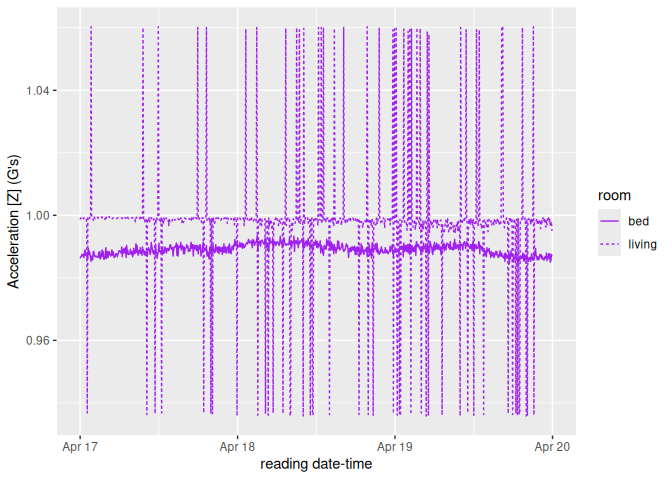 Acceleration [Z] (G's)
1.04
1.00
0.96
Apr 17
Apr 18
Apr 19
Apr 20
reading date-time
room
bed
living